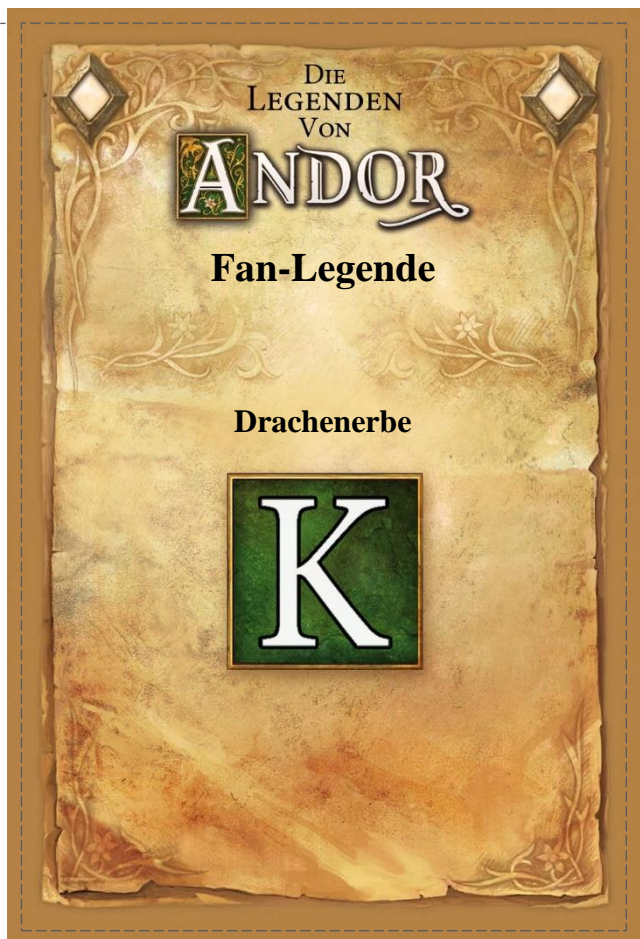 DIE
LEGENDEN
VON
ANDOR
Fan-Legende
Drachenerbe
K